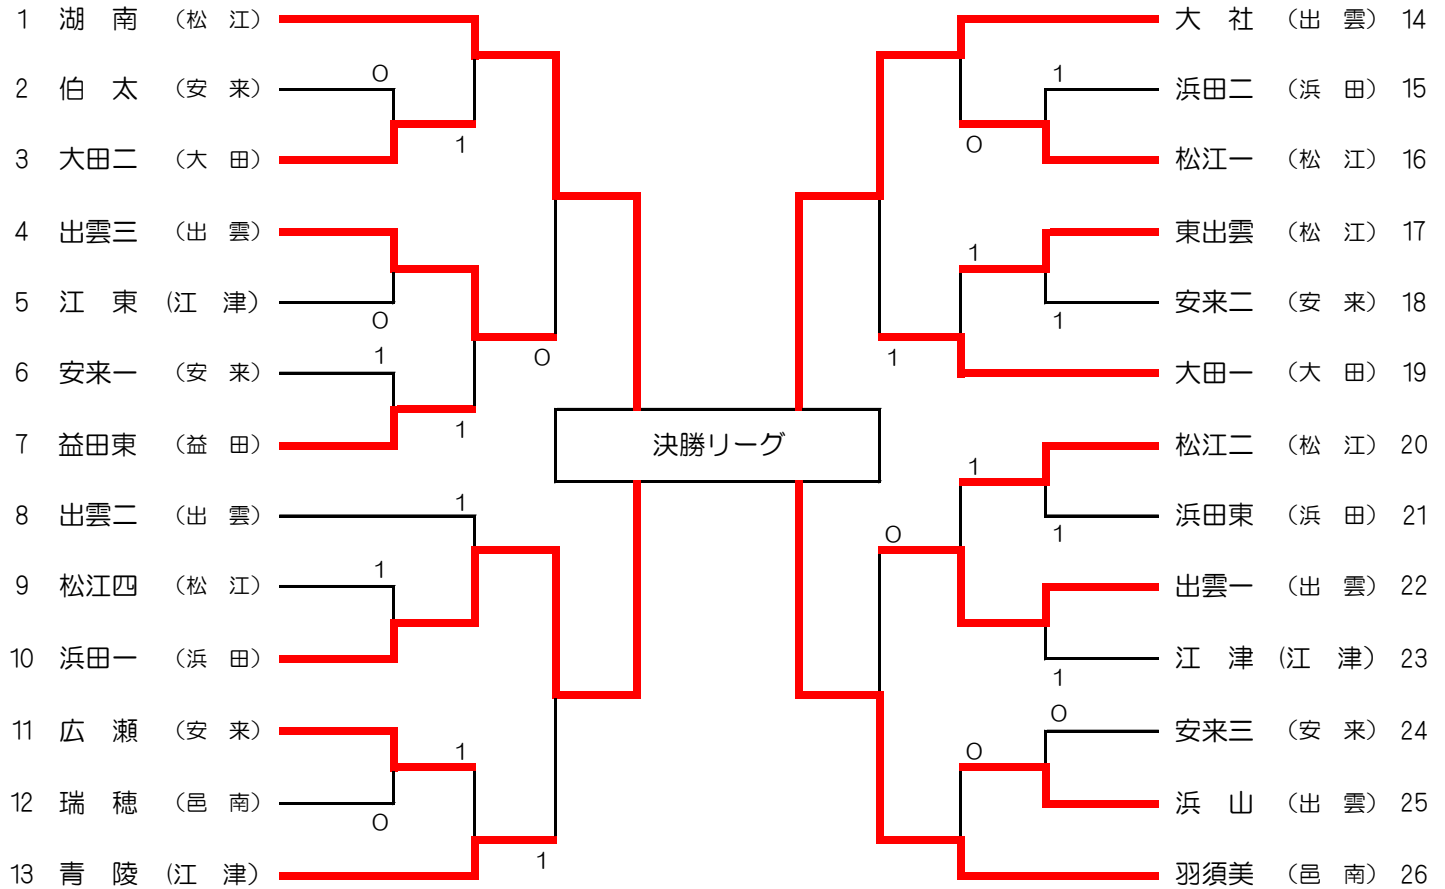 1 湖 南 （松 江）
0
2 伯 太 （安 来）
1
3 大田二 （大 田）
4 出雲三 （出 雲）
5 江 東 （江 津）
0
1
0
6 安来一 （安 来）
1
7 益田東 （益 田）
1
8 出雲二 （出 雲）
1
9 松江四 （松 江）
10 浜田一 （浜 田）
11 広 瀬 （安 来）
1
12 瑞 穂 （邑 南）
0
1
13 青 陵 （江 津）
決勝リーグ
大 社 （出 雲） 14
1
浜田二 （浜 田） 15
0
松江一 （松 江） 16
東出雲 （松 江） 17
1
安来二 （安 来） 18
1
1
大田一 （大 田） 19
松江二 （松 江） 20
1
浜田東 （浜 田） 21
1
0
出雲一 （出 雲） 22
江 津 （江 津） 23
1
0
安来三 （安 来） 24
0
浜 山 （出 雲） 25
羽須美 （邑 南） 26